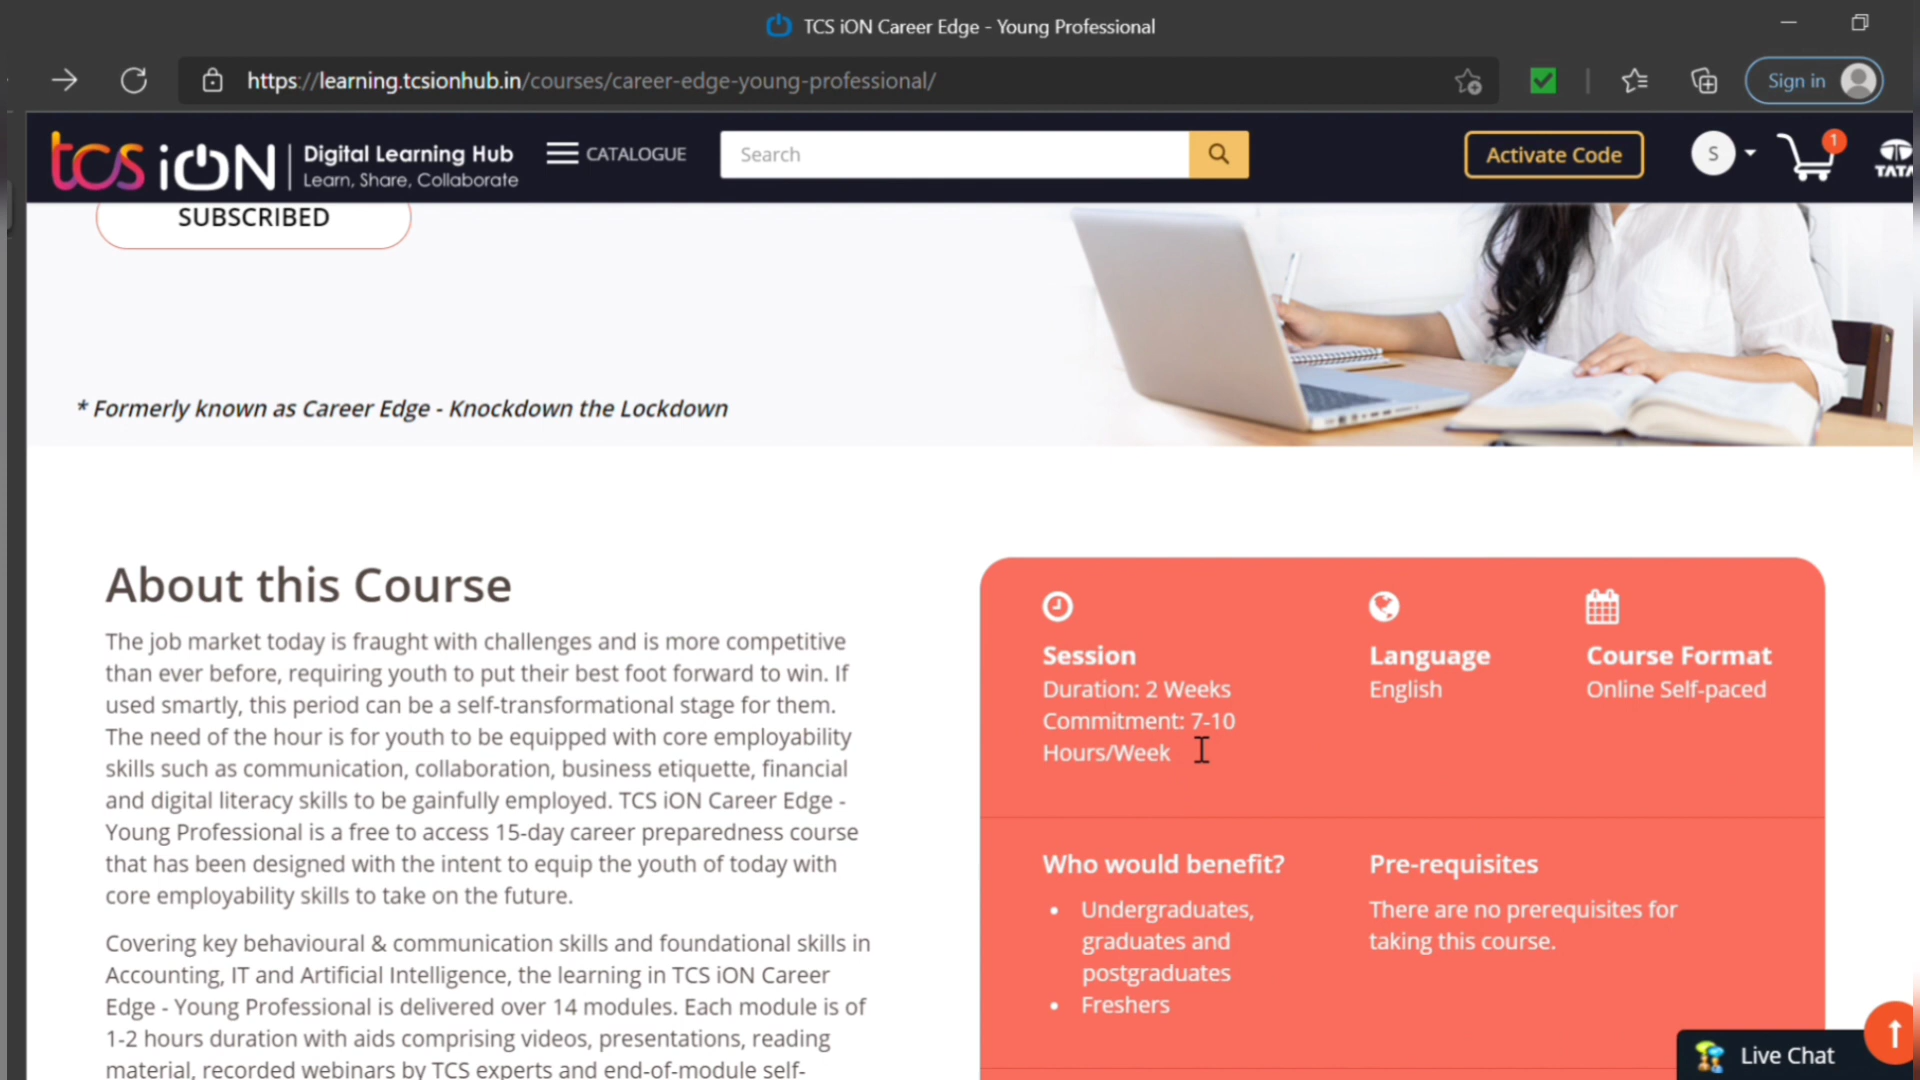 TCS iON Career Edge - Young Professional
https://learning.tcsionhub.in/courses/career-edge-young-professional/
Sign in
tcs iON
Digital Learning Hub
Learn, Share, Collaborate
CATALOGUE
Search
Activate Code
S
1
TATA
SUBSCRIBED
* Formerly known as Career Edge - Knockdown the Lockdown
About this Course
The job market today is fraught with challenges and is more competitive
than ever before, requiring youth to put their best foot forward to win. If
used smartly, this period can be a self-transformational stage for them.
The need of the hour is for youth to be equipped with core employability
skills such as communication, collaboration, business etiquette, financial
and digital literacy skills to be gainfully employed. TCS iON Career Edge -
Young Professional is a free to access 15-day career preparedness course
that has been designed with the intent to equip the youth of today with
core employability skills to take on the future.
Covering key behavioural & communication skills and foundational skills in
Accounting, IT and Artificial Intelligence, the learning in TCS iON Career
Edge - Young Professional is delivered over 14 modules. Each module is of
1-2 hours duration with aids comprising videos, presentations, reading
material, recorded webinars by TCS experts and end-of-module self-
Session
Duration: 2 Weeks
Commitment: 7-10
Hours/Week
Language
English
Course Format
Online Self-paced
Who would benefit?
• Undergraduates,
graduates and
postgraduates
• Freshers
Pre-requisites
There are no prerequisites for
taking this course.
Live Chat